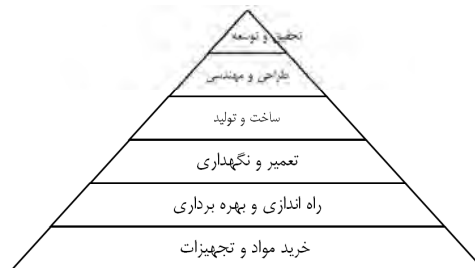 تحقیق و توسعه
طراحی و مهندسی
ساخت و تولید
تعمیر و نگهداری
راه اندازی و بهره برداری
خرید مواد و تجهیزات